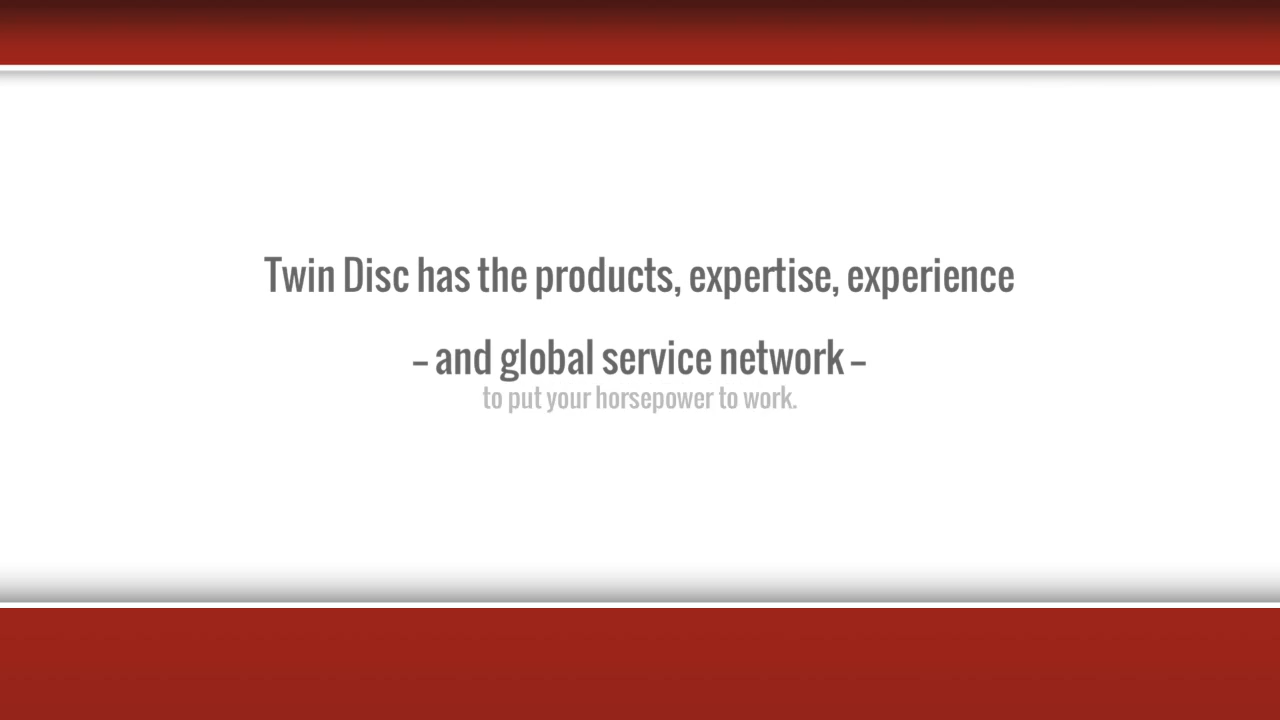 Twin Disc has the products, expertise, experience
– and global service network –
to put your horsepower to work.